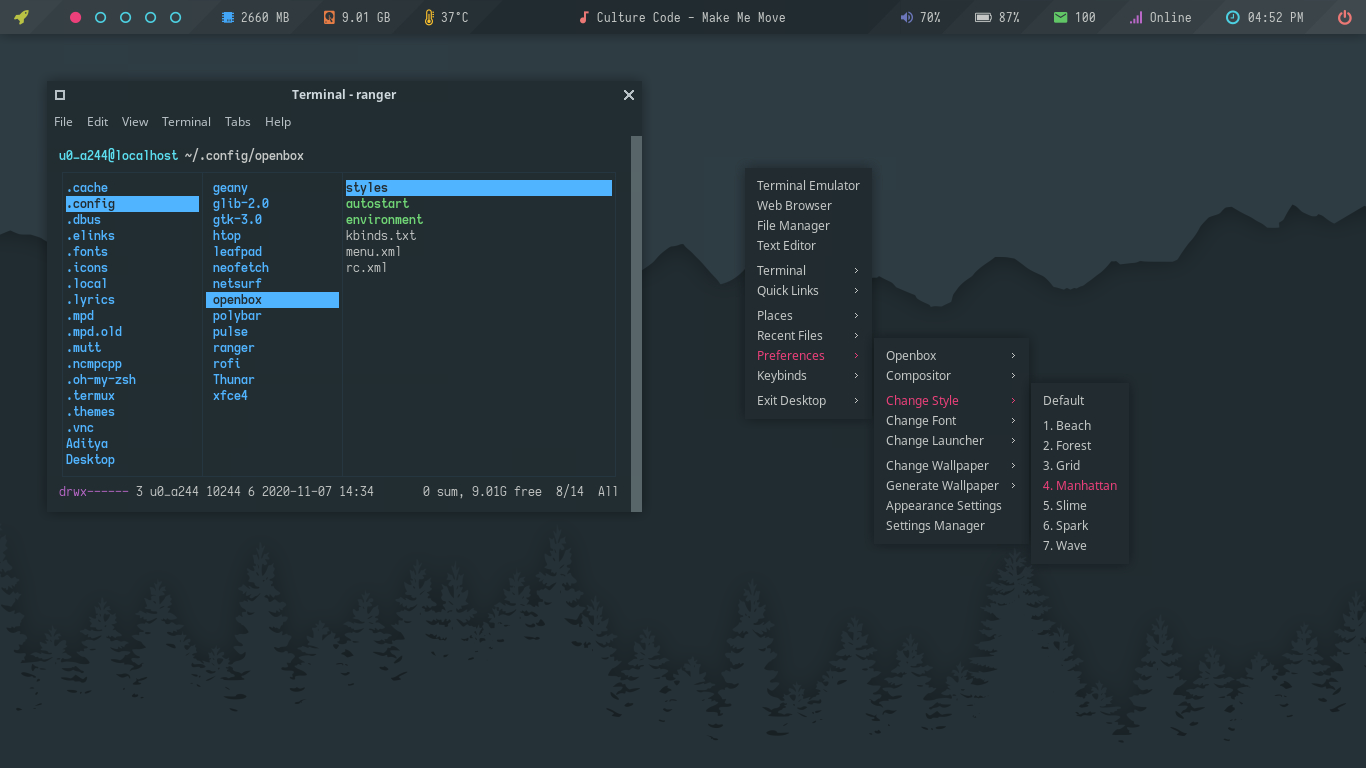 2660 MB 9.01 GB 37°C Culture Code - Make Me Move 70% 87% 100 Online 04:52 PM
Terminal - ranger
File Edit View Terminal Tabs Help
u0_a244@localhost ~/.config/openbox
.cache geany styles
.config glib-2.0 autostart
.dbus gtk-3.0 environment
.elinks htop kbinds.txt
.fonts leafpad menu.xml
.icons neofetch rc.xml
.local netsurf
.lyrics openbox
.mpd polybar
.mpd.old pulse
.mutt ranger
.ncmpcpp rofi
.oh-my-zsh Thunar
.termux xfce4
.themes
.vnc
Aditya
Desktop
drwx------ 3 u0_a244 10244 6 2020-11-07 14:34 0 sum, 9.01G free 8/14 All
Terminal Emulator
Web Browser
File Manager
Text Editor
Terminal
Quick Links
Places
Recent Files
Preferences
Keybinds
Exit Desktop
Openbox
Compositor
Change Style
Change Font
Change Launcher
Change Wallpaper
Generate Wallpaper
Appearance Settings
Settings Manager
Default
1. Beach
2. Forest
3. Grid
4. Manhattan
5. Slime
6. Spark
7. Wave